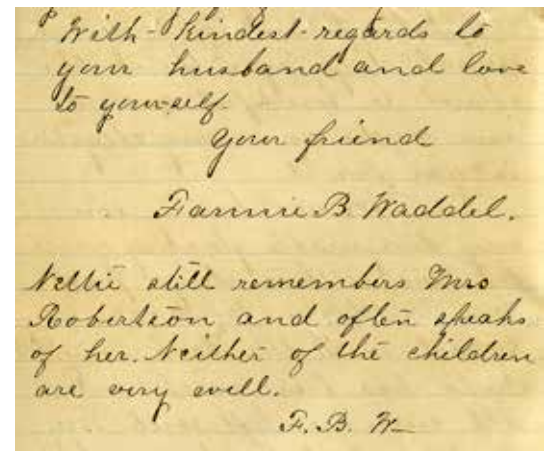 With kindest regards to
your husband and love
to yourself.
Your friend
Fannie B. Waddel.
Nettie still remembers Mrs
Robertson and often speaks
of her. Neither of the children
are very well.
F. B. W